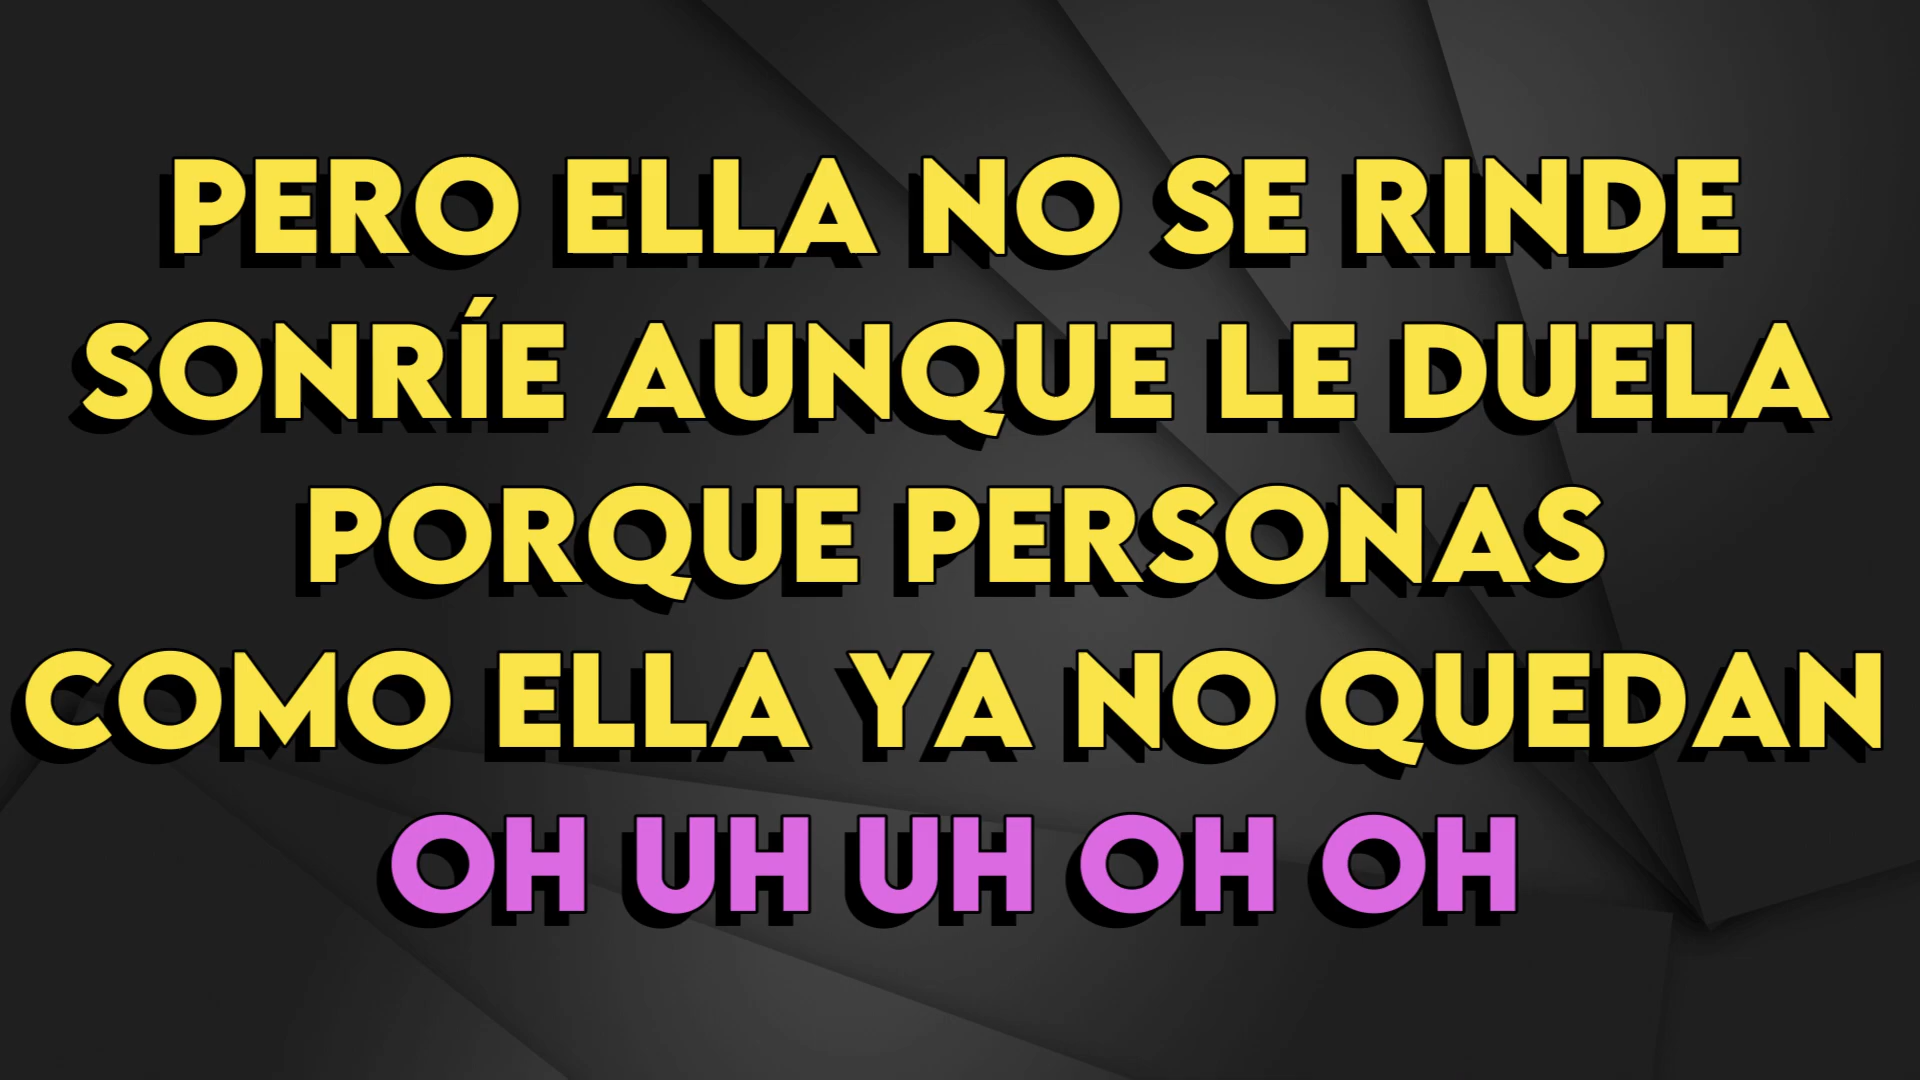 PERO ELLA NO SE RINDE
SONRÍE AUNQUE LE DUELA
PORQUE PERSONAS
COMO ELLA YA NO QUEDAN
OH UH UH OH OH